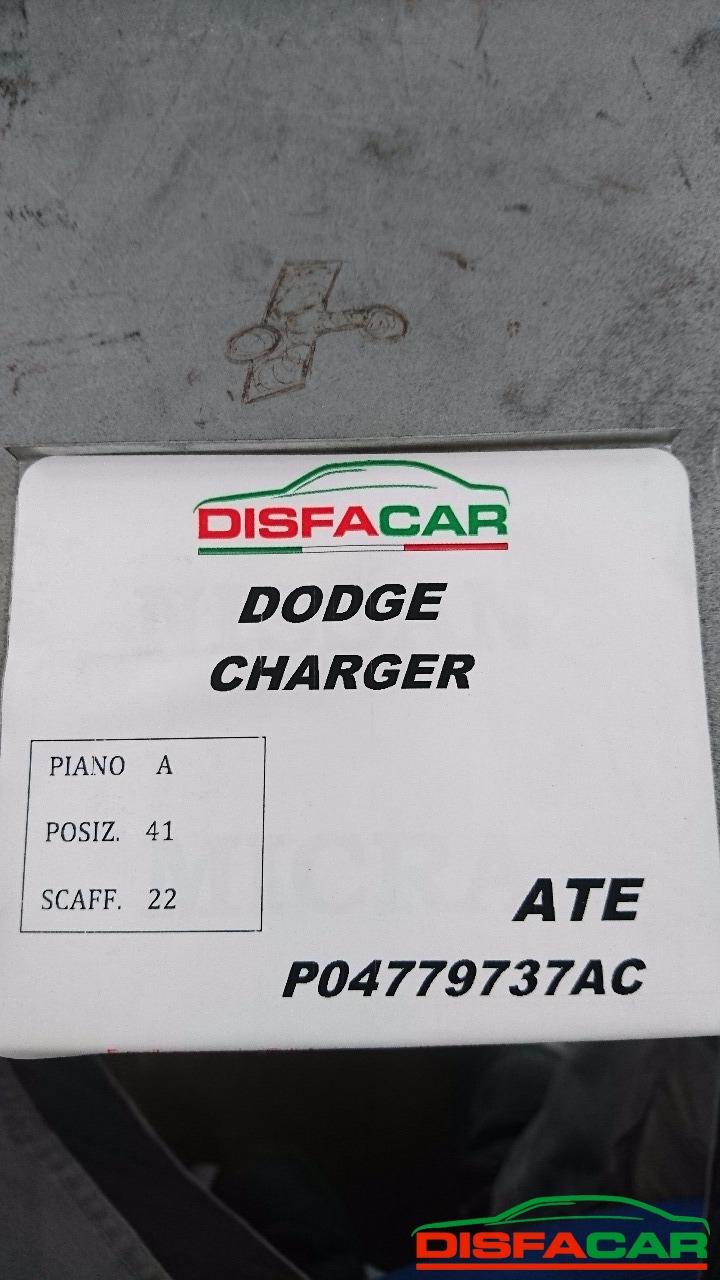 DISFACAR
DODGE
CHARGER
PIANO A
POSIZ. 41
SCAFF. 22
ATE
P04779737AC
DISFACAR